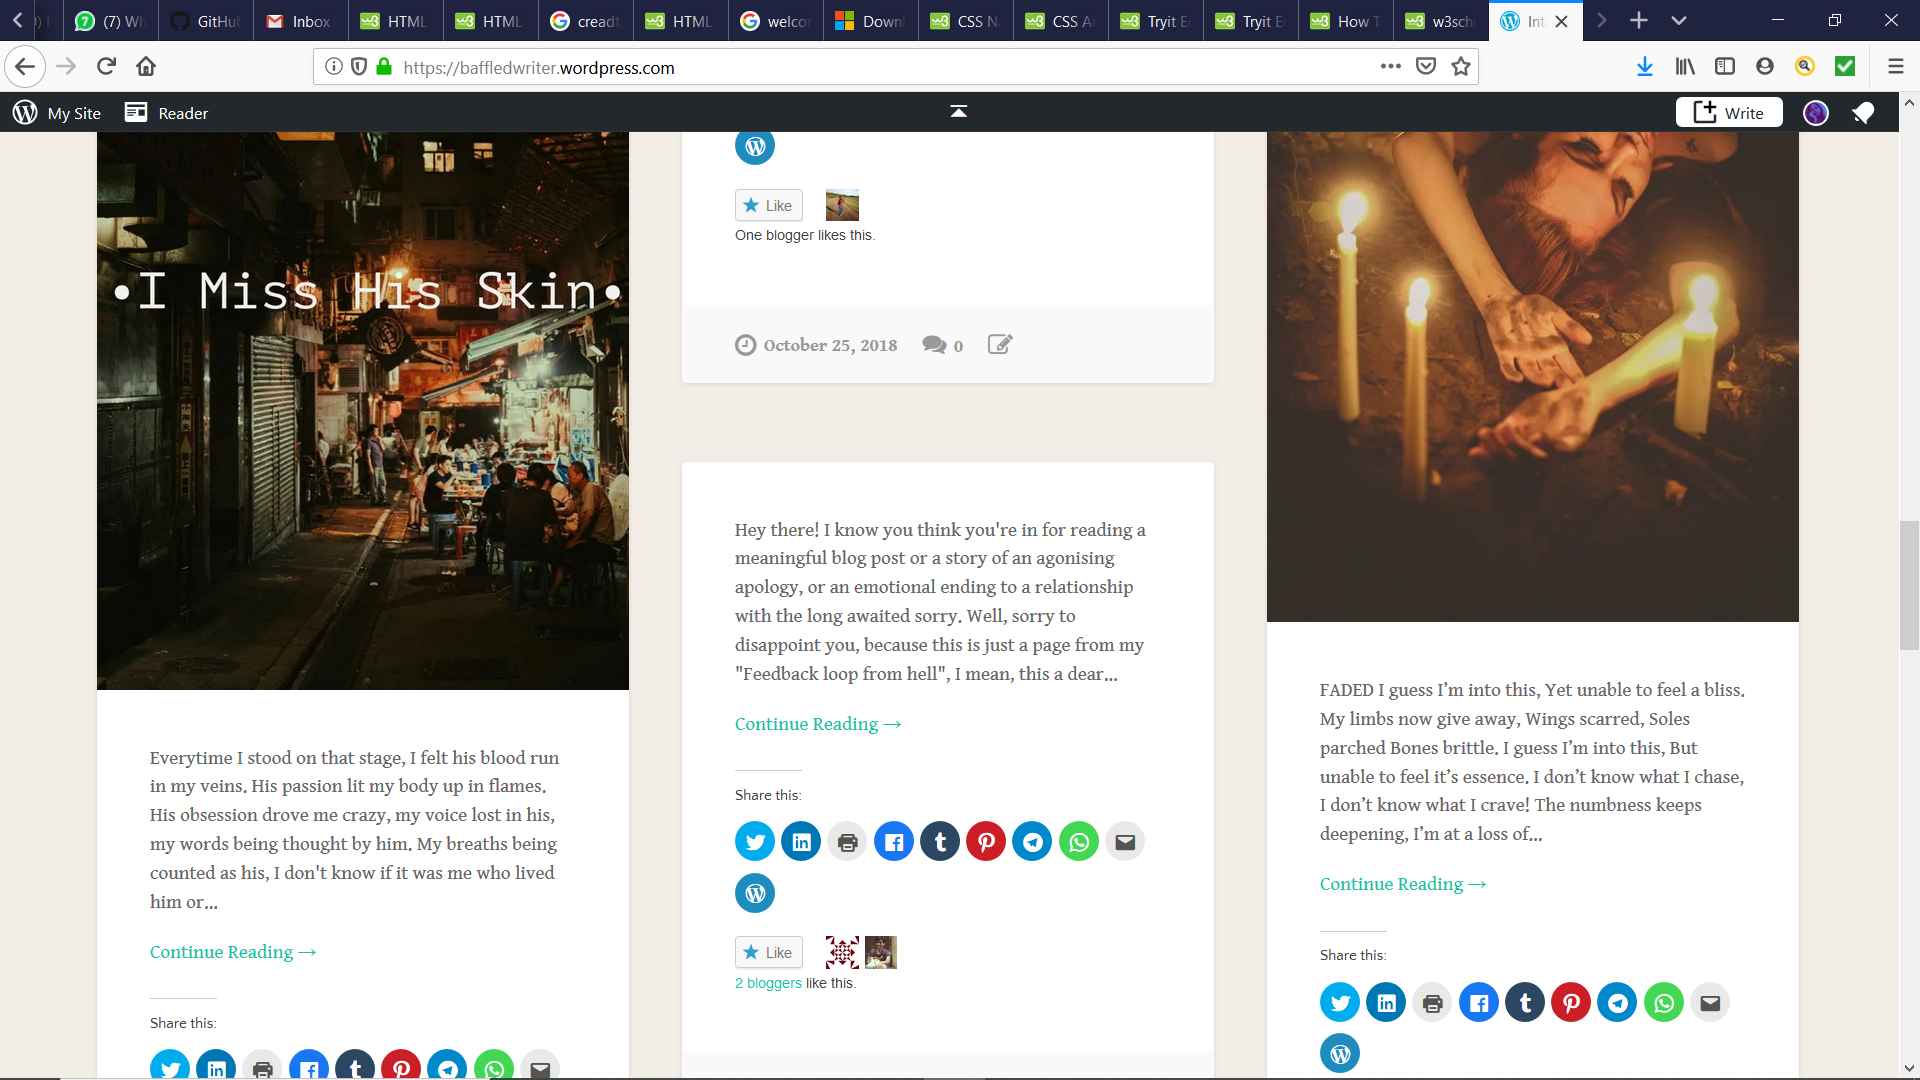 (7) Wh
GitHu
Inbox
HTML
HTML
creadt
HTML
welco
Downl
CSS N
CSS A
Tryit E
Tryit E
How T
w3sch
Int
https://baffledwriter.wordpress.com
My Site
Reader
Write
•I Miss His Skin•
Everytime I stood on that stage, I felt his blood run
in my veins. His passion lit my body up in flames.
His obsession drove me crazy, my voice lost in his,
my words being thought by him. My breaths being
counted as his, I don't know if it was me who lived
him or...
Continue Reading →
Share this:
Like
One blogger likes this.
October 25, 2018
0
Hey there! I know you think you're in for reading a
meaningful blog post or a story of an agonising
apology, or an emotional ending to a relationship
with the long awaited sorry. Well, sorry to
disappoint you, because this is just a page from my
"Feedback loop from hell", I mean, this a dear...
Continue Reading →
Share this:
Like
2 bloggers like this.
FADED I guess I’m into this, Yet unable to feel a bliss.
My limbs now give away, Wings scarred, Soles
parched Bones brittle. I guess I’m into this, But
unable to feel it’s essence. I don’t know what I chase,
I don’t know what I crave! The numbness keeps
deepening, I’m at a loss of...
Continue Reading →
Share this: